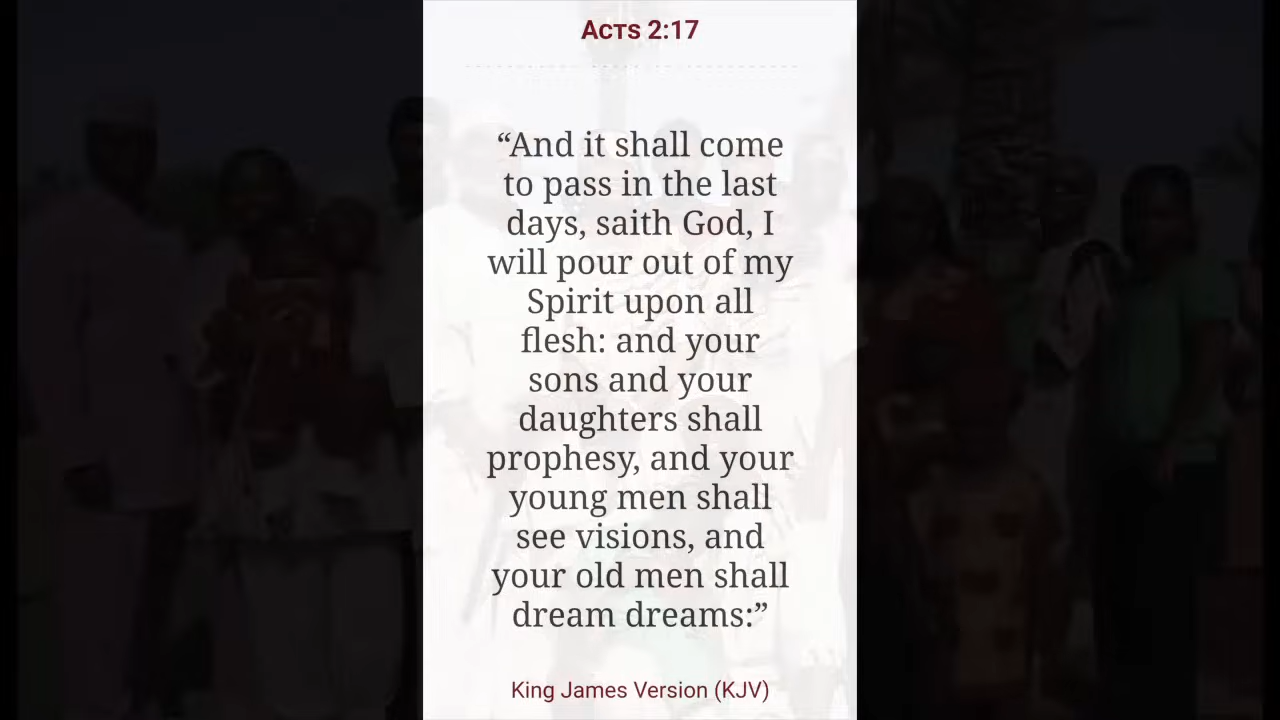 Acts 2:17
“And it shall come
to pass in the last
days, saith God, I
will pour out of my
Spirit upon all
flesh: and your
sons and your
daughters shall
prophesy, and your
young men shall
see visions, and
your old men shall
dream dreams:”
King James Version (KJV)